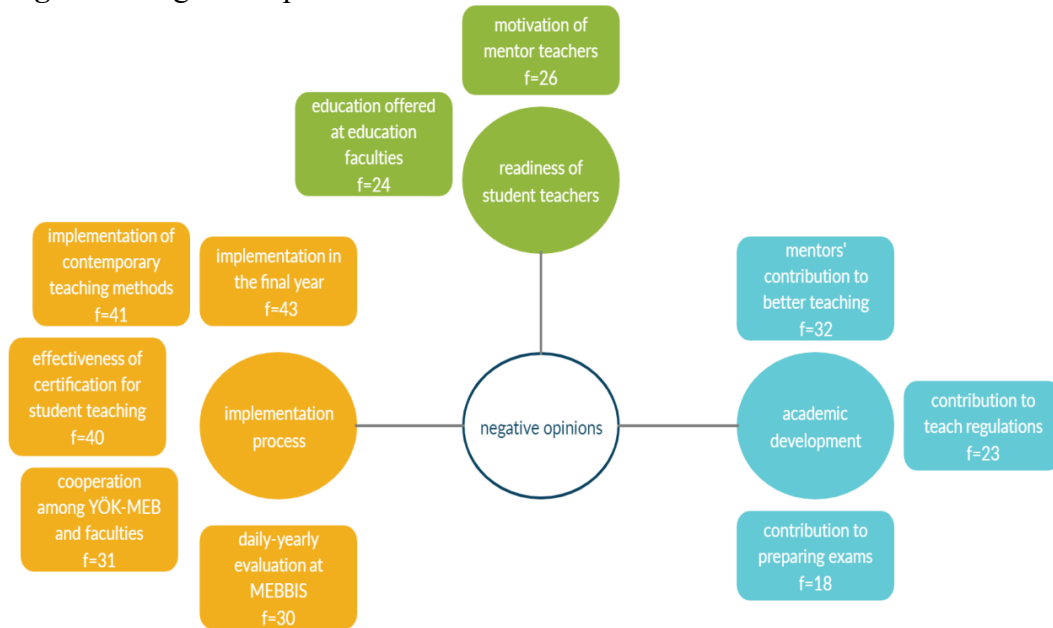 motivation of
mentor teachers
f=26
education offered
at education
faculties
f=24
readiness of
student teachers
implementation of
contemporary
teaching methods
f=41
implementation in
the final year
f=43
mentors'
contribution to
better teaching
f=32
effectiveness of
certification for
student teaching
f=40
implementation
process
negative opinions
academic
development
contribution to
teach regulations
f=23
cooperation
among YÖK-MEB
and faculties
f=31
daily-yearly
evaluation at
MEBBIS
f=30
contribution to
preparing exams
f=18